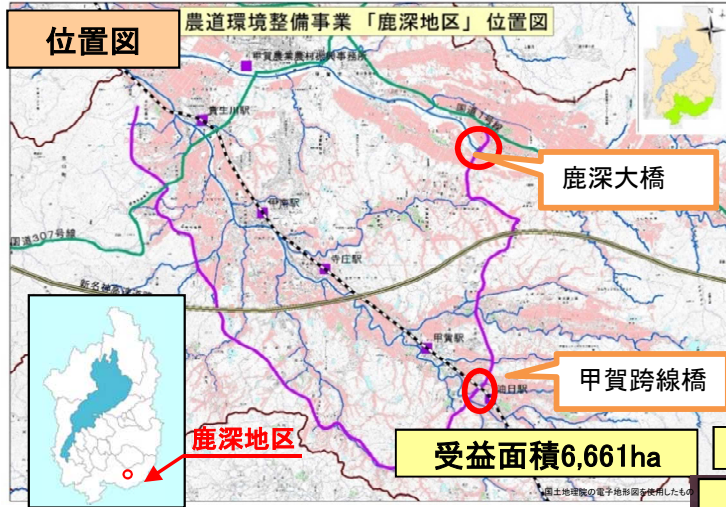 農道環境整備事業「鹿深地区」位置図
位置図
甲賀農業農村振興事務所
貴生川駅
国道1号線
鹿深大橋
甲南駅
国道307号線
寺庄駅
新名神高速道路
甲賀駅
甲賀跨線橋
油日駅
鹿深地区
受益面積6,661ha
国土地理院の電子地形図を使用したもの
N